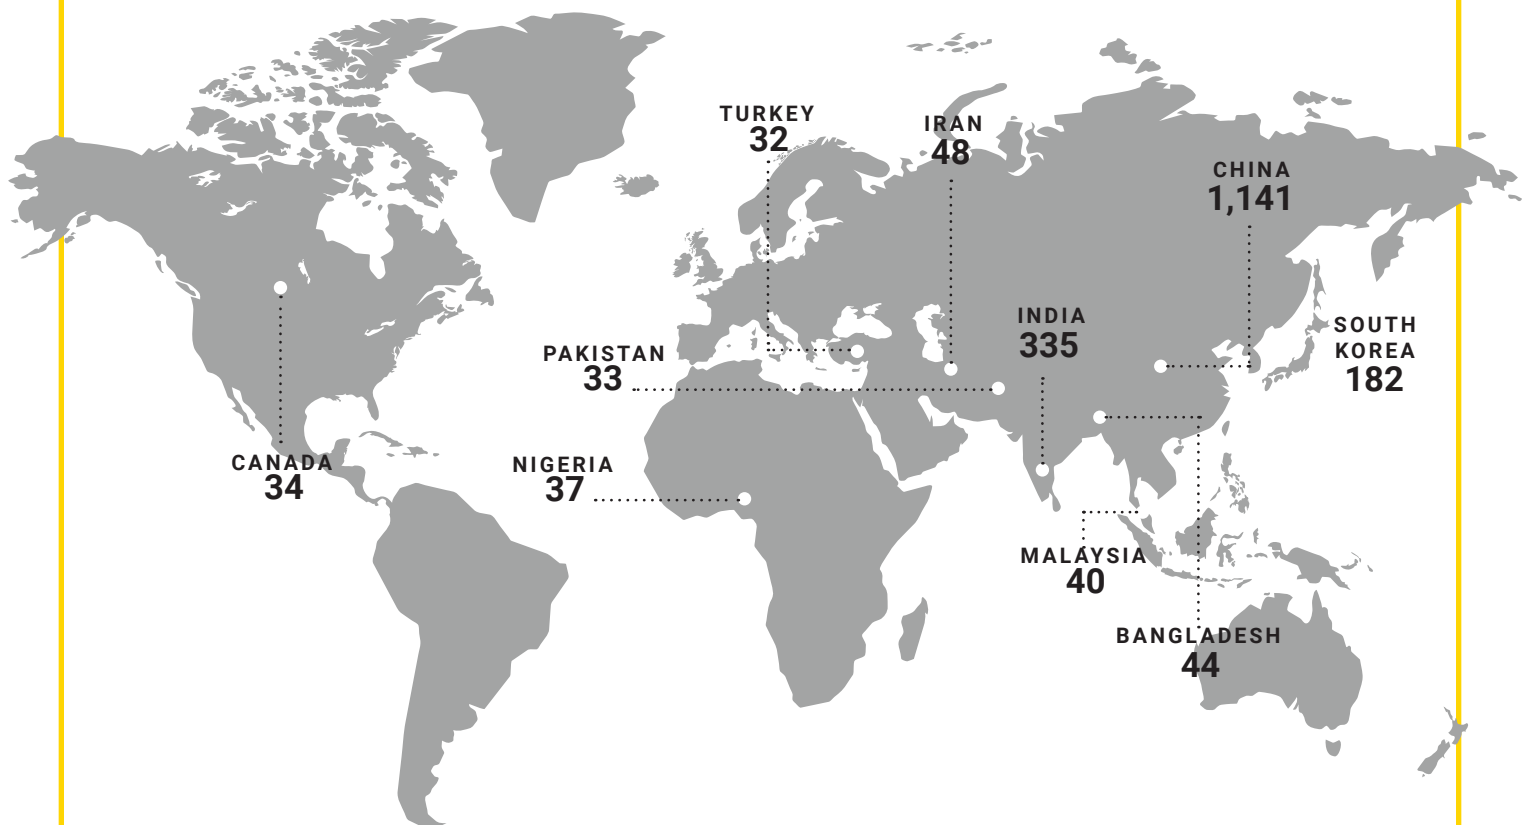 TURKEY
32
IRAN
48
CHINA
1,141
INDIA
335
SOUTH
KOREA
182
PAKISTAN
33
CANADA
34
NIGERIA
37
MALAYSIA
40
BANGLADESH
44